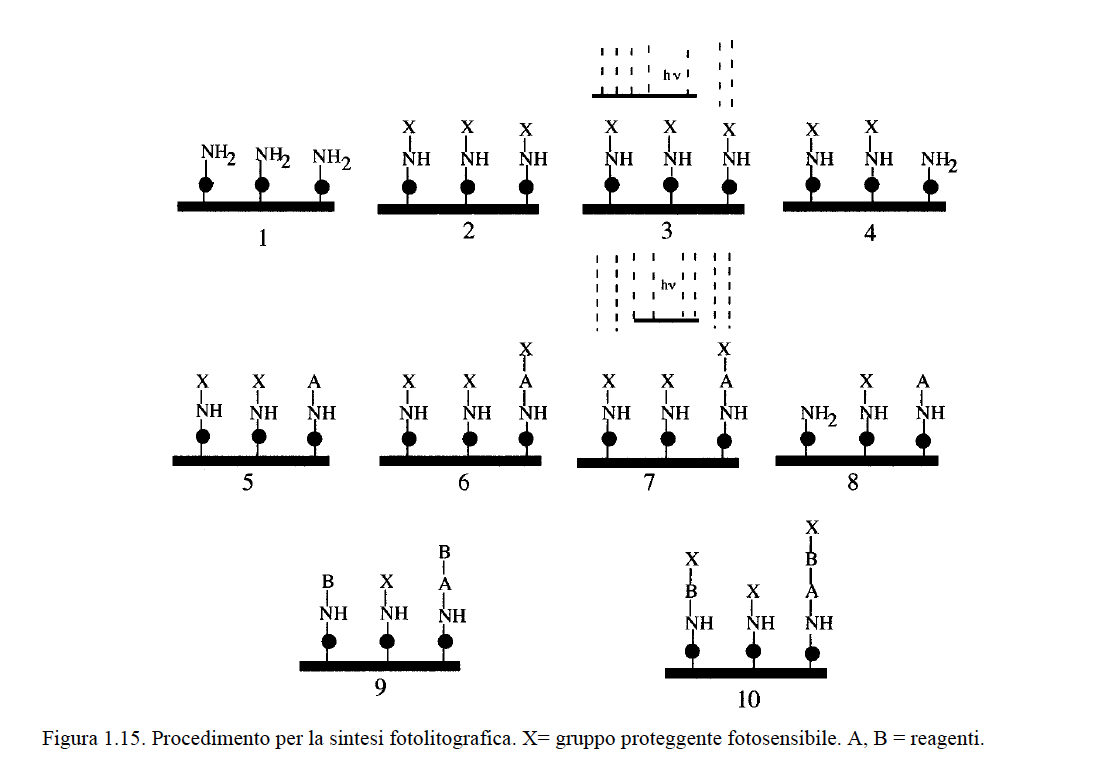 hν
NH2 NH2 NH2
X X X
NH NH NH
X X X
NH NH NH
X X
NH NH NH2
1
2
3
4
hν
X X A
NH NH NH
X
X X A
NH NH NH
X
X X A
NH NH NH
X A
NH2 NH NH
5
6
7
8
B
B X A
NH NH NH
X
X B
B X A
NH NH NH
9
10
Figura 1.15. Procedimento per la sintesi fotolitografica. X= gruppo proteggente fotosensibile. A, B = reagenti.